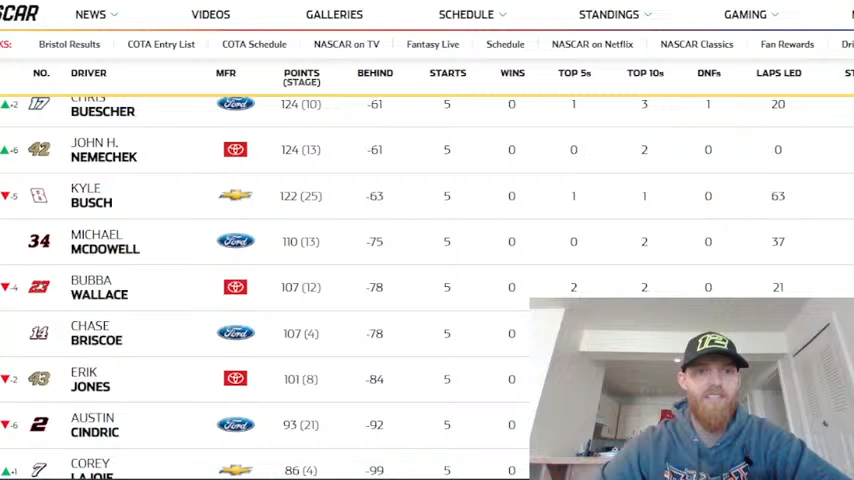 SCAR NEWS VIDEOS GALLERIES SCHEDULE STANDINGS GAMING
KS: Bristol Results COTA Entry List COTA Schedule NASCAR on TV Fantasy Live Schedule NASCAR on Netflix NASCAR Classics Fan Rewards
NO. DRIVER MFR POINTS (STAGE) BEHIND STARTS WINS TOP 5s TOP 10s DNFs LAPS LED ST
+2 17 CHRIS BUESCHER Ford 124 (10) -61 5 0 1 3 1 20
+6 42 JOHN H. NEMECHEK 124 (13) -61 5 0 0 2 0 0
-5 8 KYLE BUSCH 122 (25) -63 5 0 1 1 0 63
34 MICHAEL MCDOWELL Ford 110 (13) -75 5 0 0 2 0 37
-4 23 BUBBA WALLACE 107 (12) -78 5 0 2 2 0 21
14 CHASE BRISCOE Ford 107 (4) -78 5 0
-2 43 ERIK JONES 101 (8) -84 5 0
-6 2 AUSTIN CINDRIC Ford 93 (21) -92 5 0
+1 7 COREY LAJOIE 86 (4) -99 5 0
12